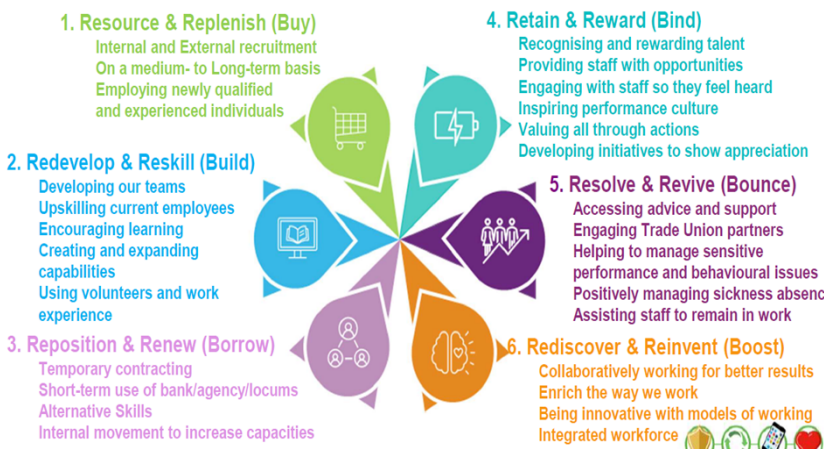 1. Resource & Replenish (Buy)
Internal and External recruitment
On a medium- to Long-term basis
Employing newly qualified
and experienced individuals
2. Redevelop & Reskill (Build)
Developing our teams
Upskilling current employees
Encouraging learning
Creating and expanding
capabilities
Using volunteers and work
experience
3. Reposition & Renew (Borrow)
Temporary contracting
Short-term use of bank/agency/locums
Alternative Skills
Internal movement to increase capacities
4. Retain & Reward (Bind)
Recognising and rewarding talent
Providing staff with opportunities
Engaging with staff so they feel heard
Inspiring performance culture
Valuing all through actions
Developing initiatives to show appreciation
5. Resolve & Revive (Bounce)
Accessing advice and support
Engaging Trade Union partners
Helping to manage sensitive
performance and behavioural issues
Positively managing sickness absenc
Assisting staff to remain in work
6. Rediscover & Reinvent (Boost)
Collaboratively working for better results
Enrich the way we work
Being innovative with models of working
Integrated workforce